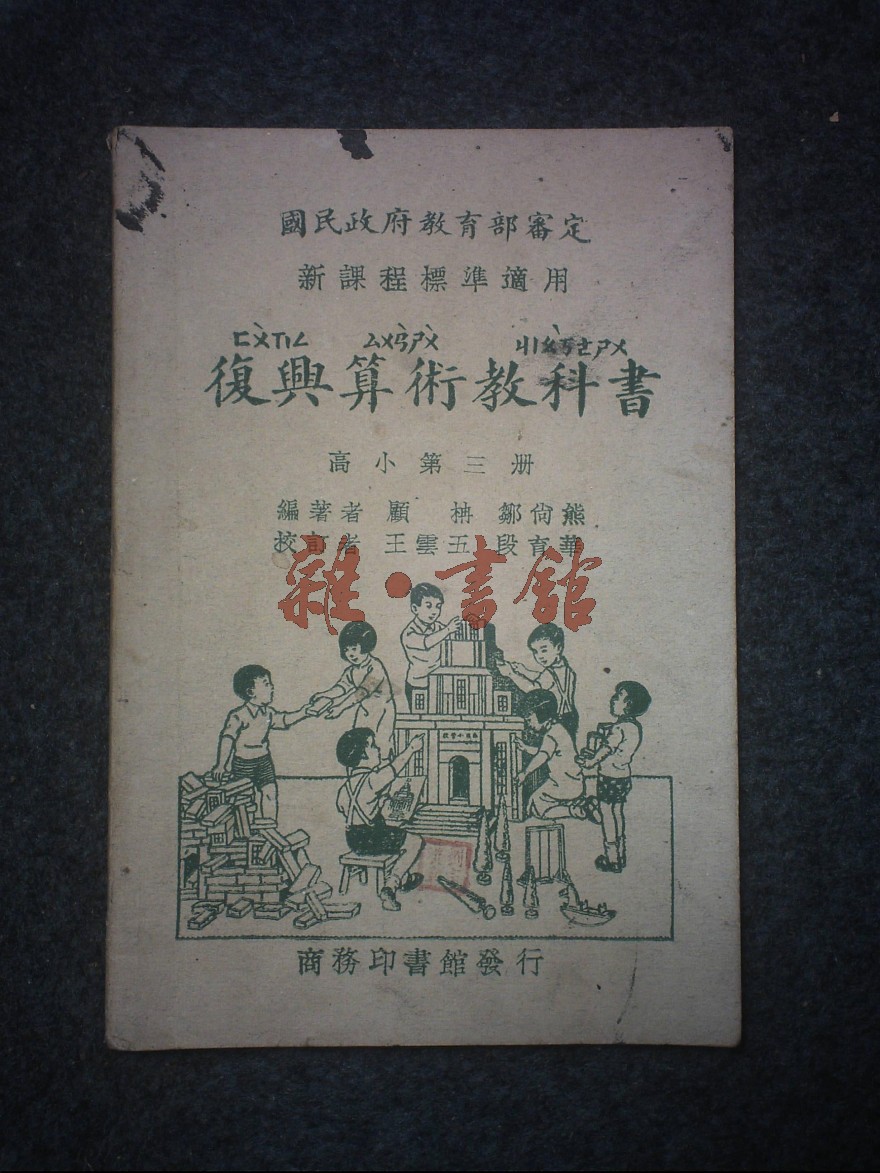 國民政府教育部審定
新課程標準適用
ㄈㄨˋㄒㄧㄥ ㄙㄨㄢˋㄕㄨˋ ㄐㄧㄠˋㄎㄜㄕㄨ
復興算術教科書
高小第三册
編著者 顧枏 鄒尙熊
校訂者 王雲五 段育華
雜·書館
商務印書館發行